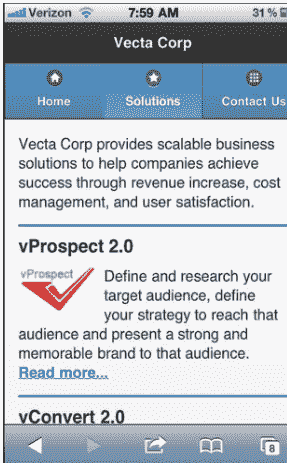 Verizon 7:59 AM 31%
Vecta Corp
Home Solutions Contact Us
Vecta Corp provides scalable business
solutions to help companies achieve
success through revenue increase, cost
management, and user satisfaction.
vProspect 2.0
vProspect
Define and research your
target audience, define
your strategy to reach that
audience and present a strong and
memorable brand to that audience.
Read more...
vConvert 2.0
8